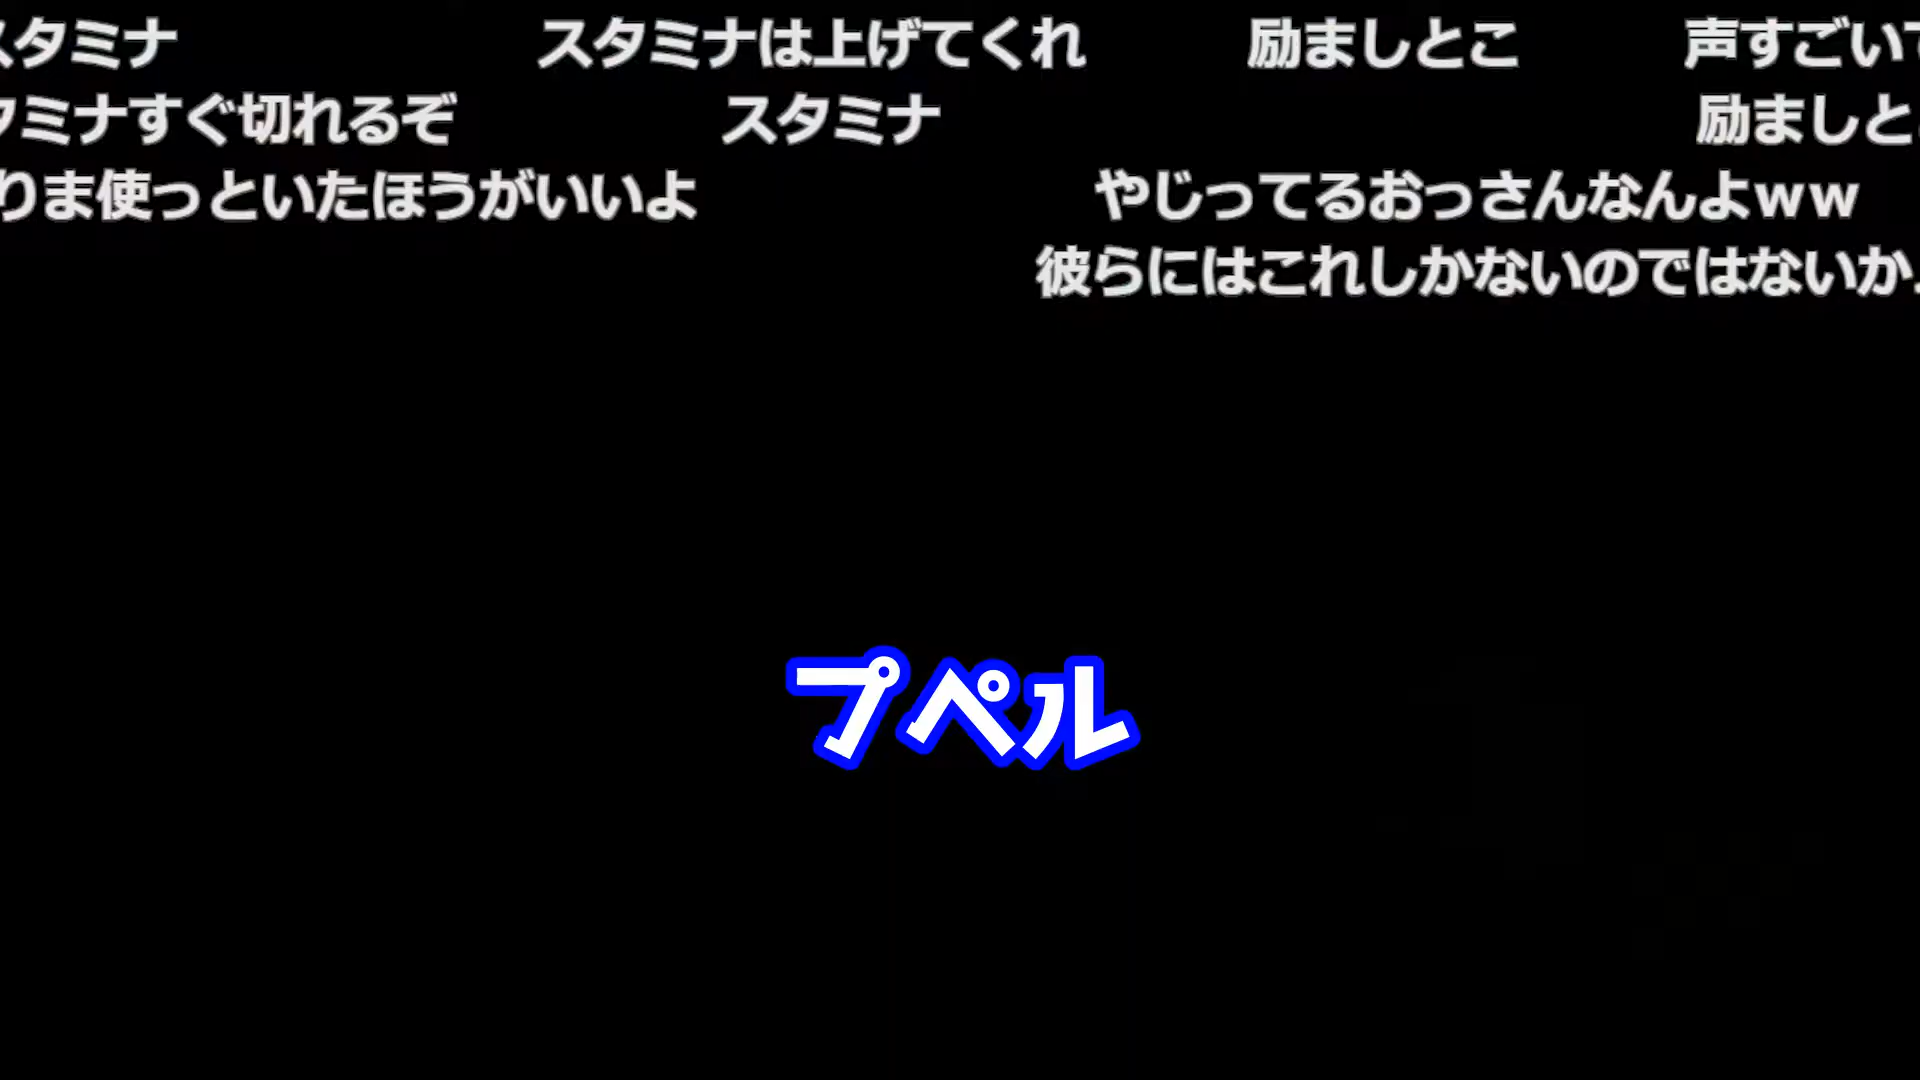 スタミナ スタミナは上げてくれ 励ましとこ 声すごいて
タミナすぐ切れるぞ スタミナ 励ましと
りま使っといたほうがいいよ やじってるおっさんなんよww
彼らにはこれしかないのではないか
プペル